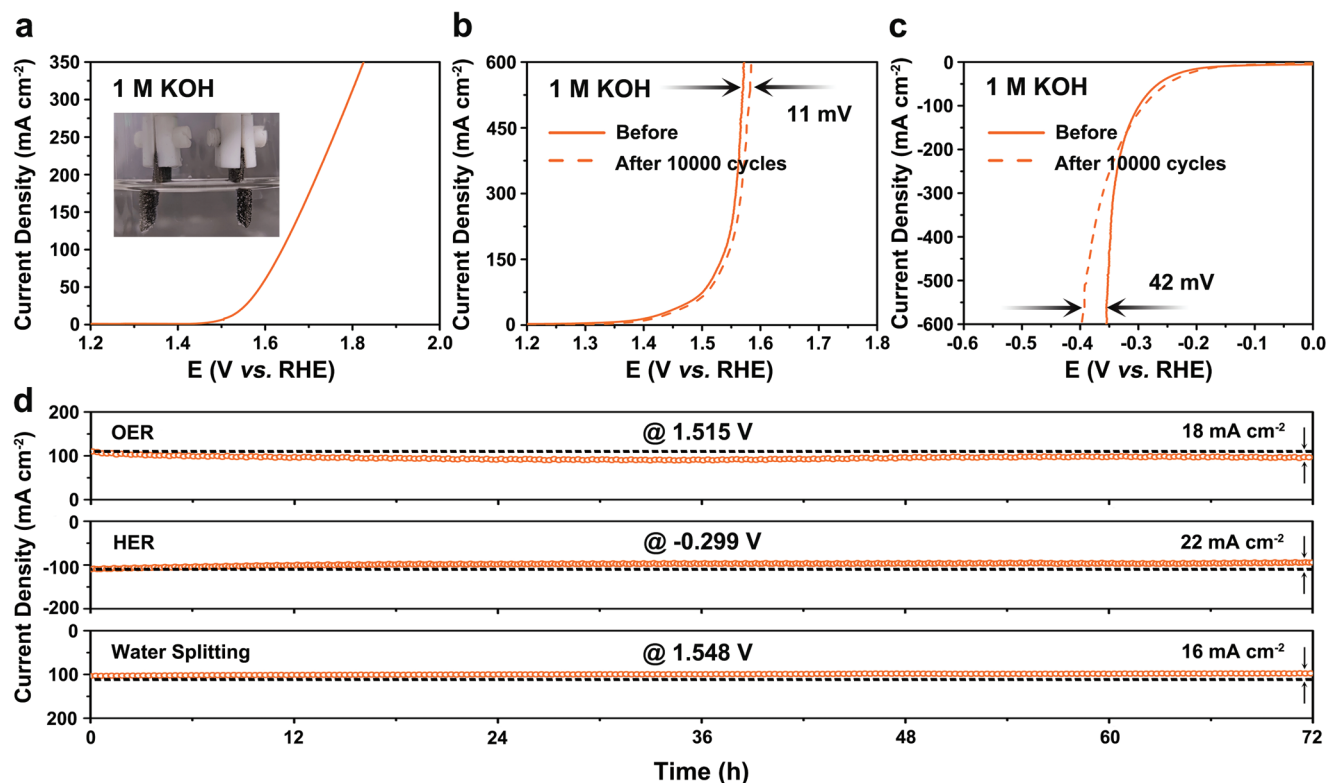 a
350
300
250
200
150
100
50
0
Current Density (mA cm⁻²)
1 M KOH
1.2 1.4 1.6 1.8 2.0
E (V vs. RHE)
b
600
450
300
150
0
Current Density (mA cm⁻²)
1 M KOH
11 mV
Before
After 10000 cycles
1.2 1.3 1.4 1.5 1.6 1.7 1.8
E (V vs. RHE)
c
0
-100
-200
-300
-400
-500
-600
Current Density (mA cm⁻²)
1 M KOH
Before
After 10000 cycles
42 mV
-0.6 -0.5 -0.4 -0.3 -0.2 -0.1 0.0
E (V vs. RHE)
d
Current Density (mA cm⁻²)
200
100
0
OER @ 1.515 V 18 mA cm⁻²
0
-100
-200
HER @ -0.299 V 22 mA cm⁻²
0
100
200
Water Splitting @ 1.548 V 16 mA cm⁻²
0 12 24 36 48 60 72
Time (h)